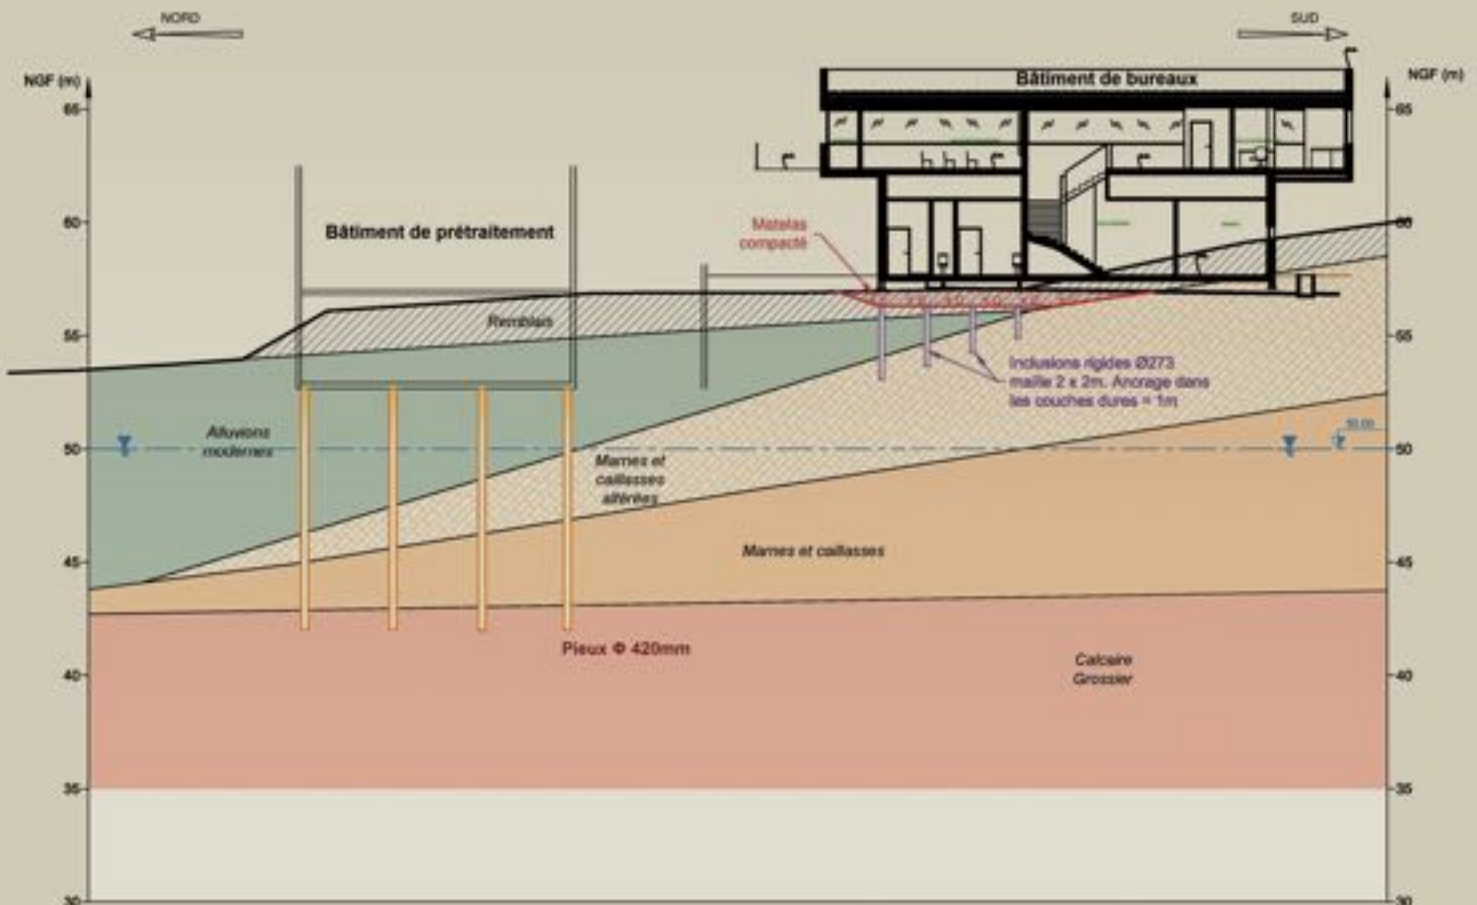 NORD
SUD
NGF (m)
NGF (m)
Bâtiment de bureaux
65
65
60
60
Bâtiment de prétraitement
Matelas
compacté
Remblais
55
55
Inclusions rigides Ø273
maille 2 x 2m. Ancrage dans
les couches dures = 1m
Alluvions
modernes
50
50.00
50
Marnes et
caillasses
altérées
Marnes et caillasses
45
45
Pieux Φ 420mm
Calcaire
Grossier
40
40
35
35
30
30